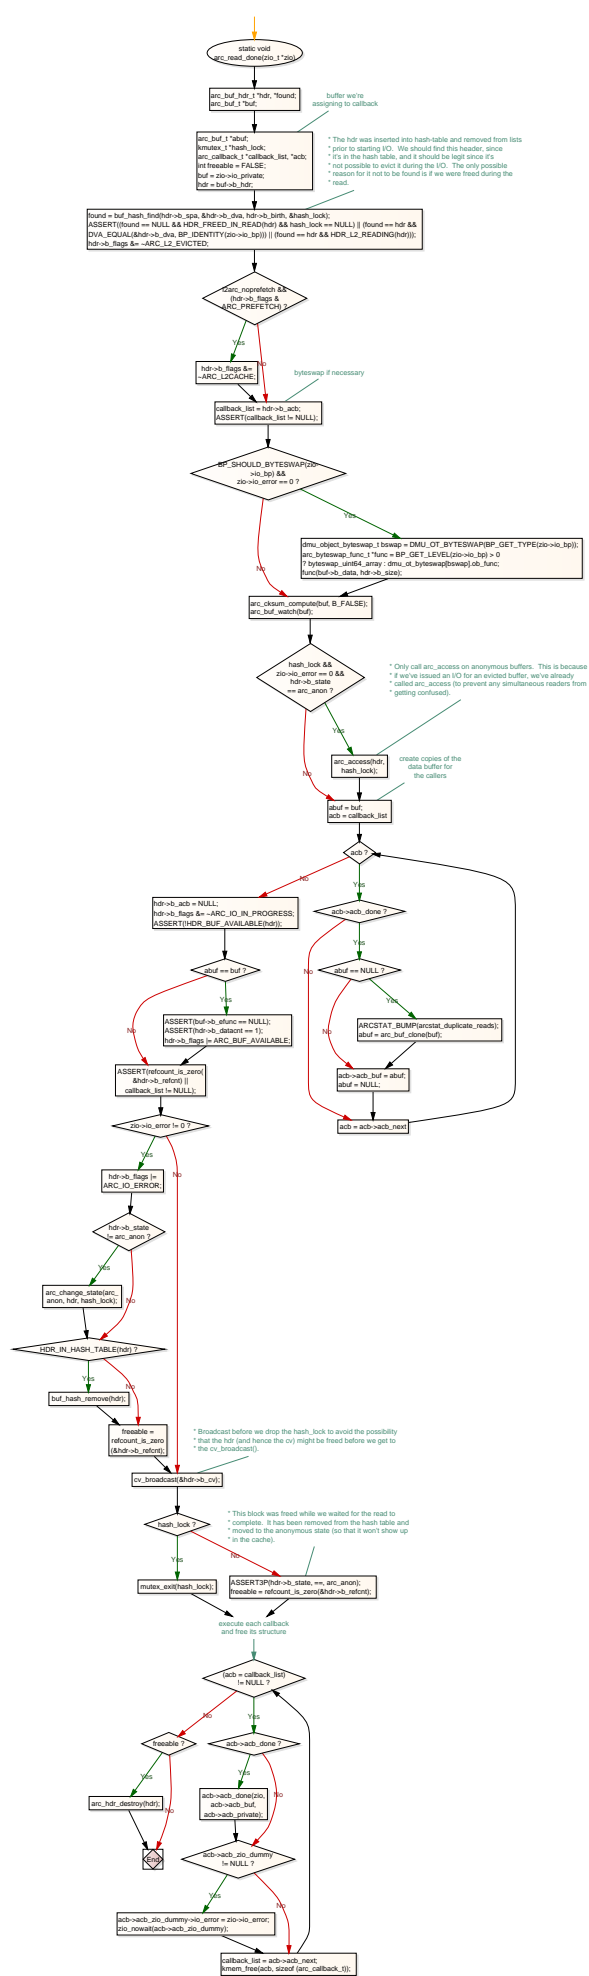 static void
arc_read_done(zio_t *zio)
arc_buf_hdr_t *hdr, *found;
arc_buf_t *buf;
buffer we're
assigning to callback
arc_buf_t *abuf;
kmutex_t *hash_lock;
arc_callback_t *callback_list, *acb;
int freeable = FALSE;
buf = zio->io_private;
hdr = buf->b_hdr;
* The hdr was inserted into hash-table and removed from lists
* prior to starting I/O. We should find this header, since
* it's in the hash table, and it should be legit since it's
* not possible to evict it during the I/O. The only possible
* reason for it not to be found is if we were freed during the
* read.
found = buf_hash_find(hdr->b_spa, &hdr->b_dva, hdr->b_birth, &hash_lock);
ASSERT((found == NULL && HDR_FREED_IN_READ(hdr) && hash_lock == NULL) || (found == hdr &&
DVA_EQUAL(&hdr->b_dva, BP_IDENTITY(zio->io_bp))) || (found == hdr && HDR_L2_READING(hdr)));
hdr->b_flags &= ~ARC_L2_EVICTED;
l2arc_noprefetch &&
(hdr->b_flags &
ARC_PREFETCH) ?
Yes
No
hdr->b_flags &=
~ARC_L2CACHE;
byteswap if necessary
callback_list = hdr->b_acb;
ASSERT(callback_list != NULL);
BP_SHOULD_BYTESWAP(zio-
>io_bp) &&
zio->io_error == 0 ?
Yes
No
dmu_object_byteswap_t bswap = DMU_OT_BYTESWAP(BP_GET_TYPE(zio->io_bp));
arc_byteswap_func_t *func = BP_GET_LEVEL(zio->io_bp) > 0
? byteswap_uint64_array : dmu_ot_byteswap[bswap].ob_func;
func(buf->b_data, hdr->b_size);
arc_cksum_compute(buf, B_FALSE);
arc_buf_watch(buf);
hash_lock &&
zio->io_error == 0 &&
hdr->b_state
== arc_anon ?
* Only call arc_access on anonymous buffers. This is because
* if we've issued an I/O for an evicted buffer, we've already
* called arc_access (to prevent any simultaneous readers from
* getting confused).
Yes
No
arc_access(hdr,
hash_lock);
create copies of the
data buffer for
the callers
abuf = buf;
acb = callback_list
acb ?
No
Yes
hdr->b_acb = NULL;
hdr->b_flags &= ~ARC_IO_IN_PROGRESS;
ASSERT(!HDR_BUF_AVAILABLE(hdr));
acb->acb_done ?
Yes
No
abuf == buf ?
abuf == NULL ?
Yes
No
Yes
No
ASSERT(buf->b_efunc == NULL);
ASSERT(hdr->b_datacnt == 1);
hdr->b_flags |= ARC_BUF_AVAILABLE;
ARCSTAT_BUMP(arcstat_duplicate_reads);
abuf = arc_buf_clone(buf);
ASSERT(refcount_is_zero(
&hdr->b_refcnt) ||
callback_list != NULL);
acb->acb_buf = abuf;
abuf = NULL;
zio->io_error != 0 ?
acb = acb->acb_next
Yes
No
hdr->b_flags |=
ARC_IO_ERROR;
hdr->b_state
!= arc_anon ?
Yes
No
arc_change_state(arc_
anon, hdr, hash_lock);
HDR_IN_HASH_TABLE(hdr) ?
Yes
No
buf_hash_remove(hdr);
freeable =
refcount_is_zero
(&hdr->b_refcnt);
* Broadcast before we drop the hash_lock to avoid the possibility
* that the hdr (and hence the cv) might be freed before we get to
* the cv_broadcast().
cv_broadcast(&hdr->b_cv);
hash_lock ?
* This block was freed while we waited for the read to
* complete. It has been removed from the hash table and
* moved to the anonymous state (so that it won't show up
* in the cache).
Yes
No
mutex_exit(hash_lock);
ASSERT3P(hdr->b_state, ==, arc_anon);
freeable = refcount_is_zero(&hdr->b_refcnt);
execute each callback
and free its structure
(acb = callback_list)
!= NULL ?
No
Yes
freeable ?
acb->acb_done ?
Yes
No
Yes
No
arc_hdr_destroy(hdr);
acb->acb_done(zio,
acb->acb_buf,
acb->acb_private);
End
acb->acb_zio_dummy
!= NULL ?
Yes
No
acb->acb_zio_dummy->io_error = zio->io_error;
zio_nowait(acb->acb_zio_dummy);
callback_list = acb->acb_next;
kmem_free(acb, sizeof (arc_callback_t));